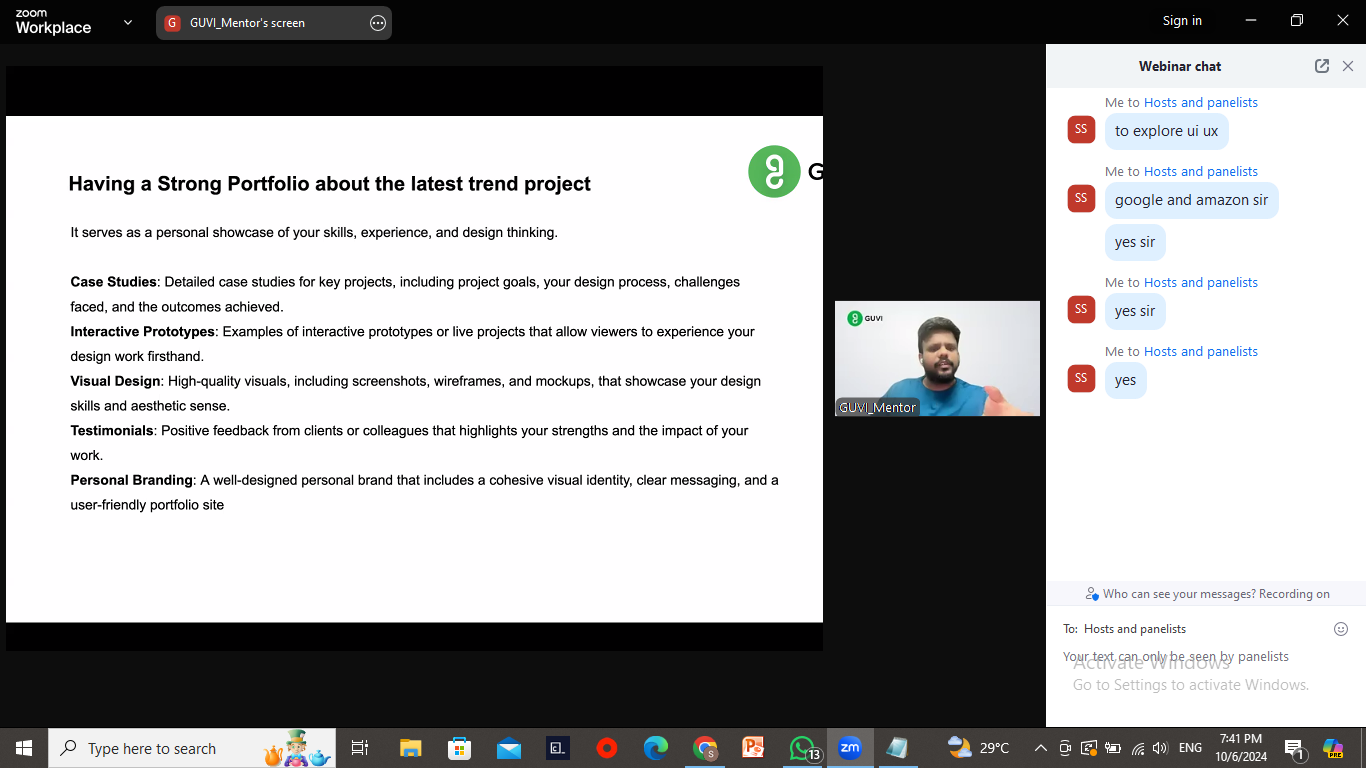 zoom
Workplace
G GUVI_Mentor's screen
Sign in
Having a Strong Portfolio about the latest trend project
G
It serves as a personal showcase of your skills, experience, and design thinking.
Case Studies: Detailed case studies for key projects, including project goals, your design process, challenges
faced, and the outcomes achieved.
Interactive Prototypes: Examples of interactive prototypes or live projects that allow viewers to experience your
design work firsthand.
Visual Design: High-quality visuals, including screenshots, wireframes, and mockups, that showcase your design
skills and aesthetic sense.
Testimonials: Positive feedback from clients or colleagues that highlights your strengths and the impact of your
work.
Personal Branding: A well-designed personal brand that includes a cohesive visual identity, clear messaging, and a
user-friendly portfolio site
GUVI
GUVI_Mentor
Webinar chat
Me to Hosts and panelists
SS to explore ui ux
Me to Hosts and panelists
SS google and amazon sir
yes sir
Me to Hosts and panelists
SS yes sir
Me to Hosts and panelists
SS yes
Who can see your messages? Recording on
To: Hosts and panelists
Your text can only be seen by panelists
Activate Windows
Go to Settings to activate Windows.
Type here to search
S
13
zm
29°C
ENG
7:41 PM
10/6/2024
1
PRE